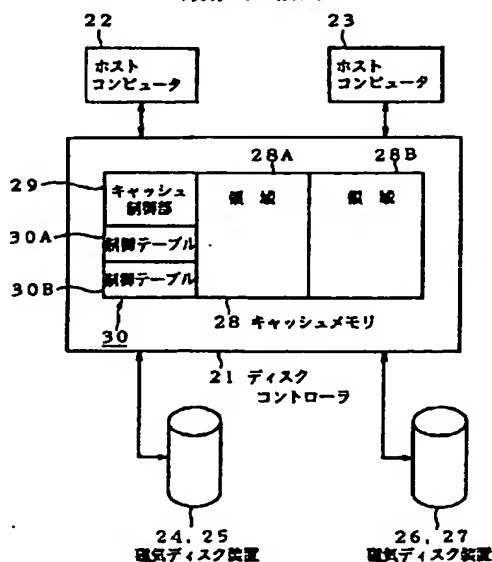 22
23
ホスト
コンピュータ
ホスト
コンピュータ
28A
28B
29
キャッシュ
制御部
領 域
領 域
30A
制御テーブル
制御テーブル
30B
30
28 キャッシュメモリ
21 ディスク
コントローラ
24, 25
磁気ディスク装置
26, 27
磁気ディスク装置